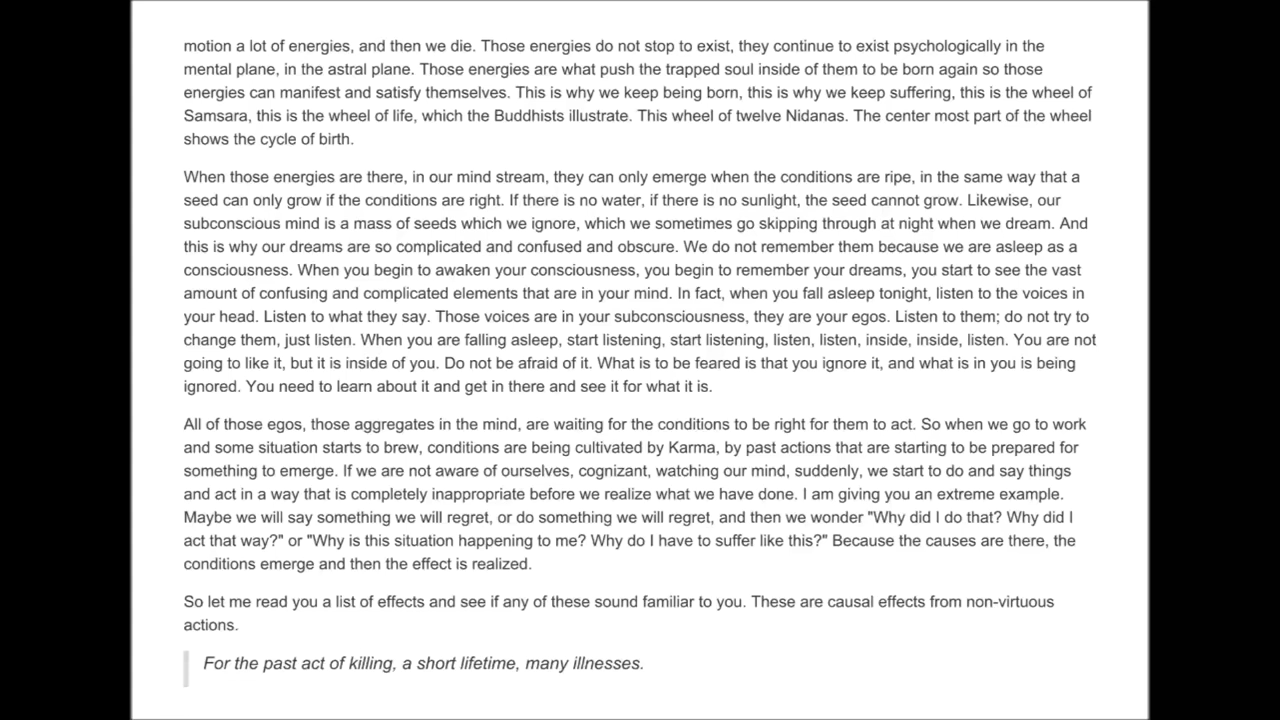 motion a lot of energies, and then we die. Those energies do not stop to exist, they continue to exist psychologically in the
mental plane, in the astral plane. Those energies are what push the trapped soul inside of them to be born again so those
energies can manifest and satisfy themselves. This is why we keep being born, this is why we keep suffering, this is the wheel of
Samsara, this is the wheel of life, which the Buddhists illustrate. This wheel of twelve Nidanas. The center most part of the wheel
shows the cycle of birth.
When those energies are there, in our mind stream, they can only emerge when the conditions are ripe, in the same way that a
seed can only grow if the conditions are right. If there is no water, if there is no sunlight, the seed cannot grow. Likewise, our
subconscious mind is a mass of seeds which we ignore, which we sometimes go skipping through at night when we dream. And
this is why our dreams are so complicated and confused and obscure. We do not remember them because we are asleep as a
consciousness. When you begin to awaken your consciousness, you begin to remember your dreams, you start to see the vast
amount of confusing and complicated elements that are in your mind. In fact, when you fall asleep tonight, listen to the voices in
your head. Listen to what they say. Those voices are in your subconsciousness, they are your egos. Listen to them; do not try to
change them, just listen. When you are falling asleep, start listening, start listening, listen, listen, inside, inside, listen. You are not
going to like it, but it is inside of you. Do not be afraid of it. What is to be feared is that you ignore it, and what is in you is being
ignored. You need to learn about it and get in there and see it for what it is.
All of those egos, those aggregates in the mind, are waiting for the conditions to be right for them to act. So when we go to work
and some situation starts to brew, conditions are being cultivated by Karma, by past actions that are starting to be prepared for
something to emerge. If we are not aware of ourselves, cognizant, watching our mind, suddenly, we start to do and say things
and act in a way that is completely inappropriate before we realize what we have done. I am giving you an extreme example.
Maybe we will say something we will regret, or do something we will regret, and then we wonder "Why did I do that? Why did I
act that way?" or "Why is this situation happening to me? Why do I have to suffer like this?" Because the causes are there, the
conditions emerge and then the effect is realized.
So let me read you a list of effects and see if any of these sound familiar to you. These are causal effects from non-virtuous
actions.
For the past act of killing, a short lifetime, many illnesses.